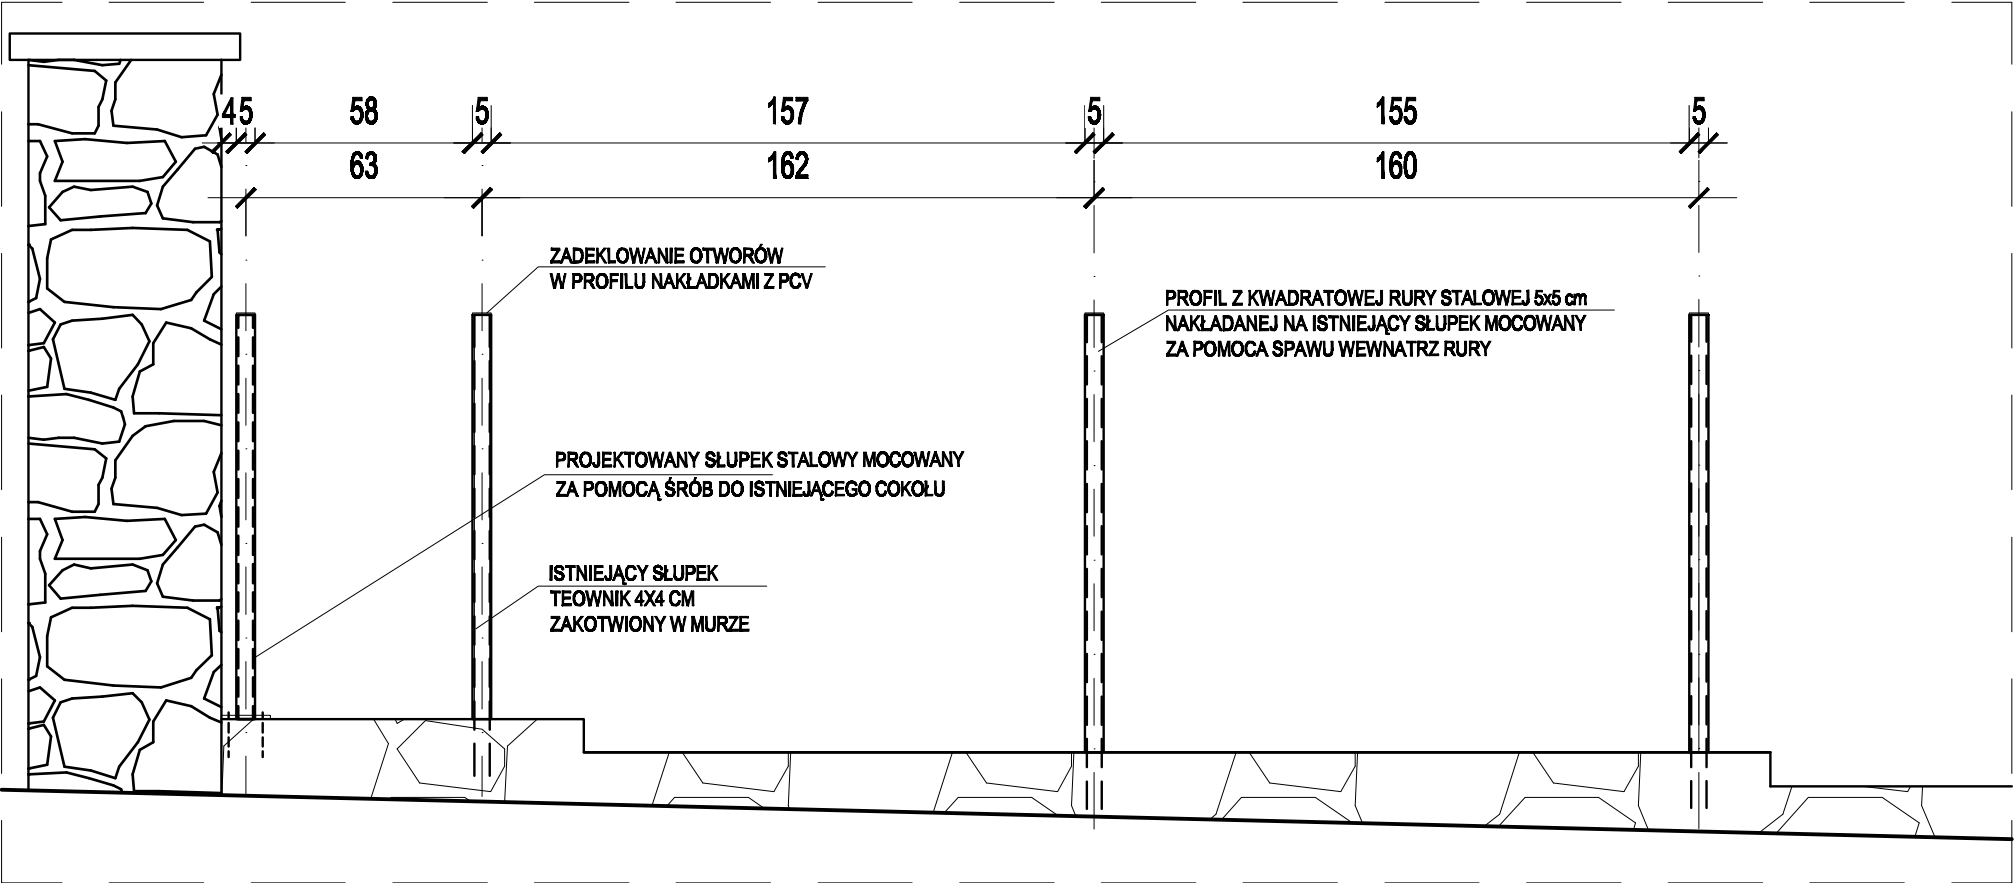 45 58 5 157 5 155 5
63 162 160
ZADEKLOWANIE OTWORÓW
W PROFILU NAKŁADKAMI Z PCV
PROFIL Z KWADRATOWEJ RURY STALOWEJ 5x5 cm
NAKŁADANEJ NA ISTNIEJĄCY SŁUPEK MOCOWANY
ZA POMOCA SPAWU WEWNATRZ RURY
PROJEKTOWANY SŁUPEK STALOWY MOCOWANY
ZA POMOCĄ ŚRÓB DO ISTNIEJĄCEGO COKOŁU
ISTNIEJĄCY SŁUPEK
TEOWNIK 4X4 CM
ZAKOTWIONY W MURZE